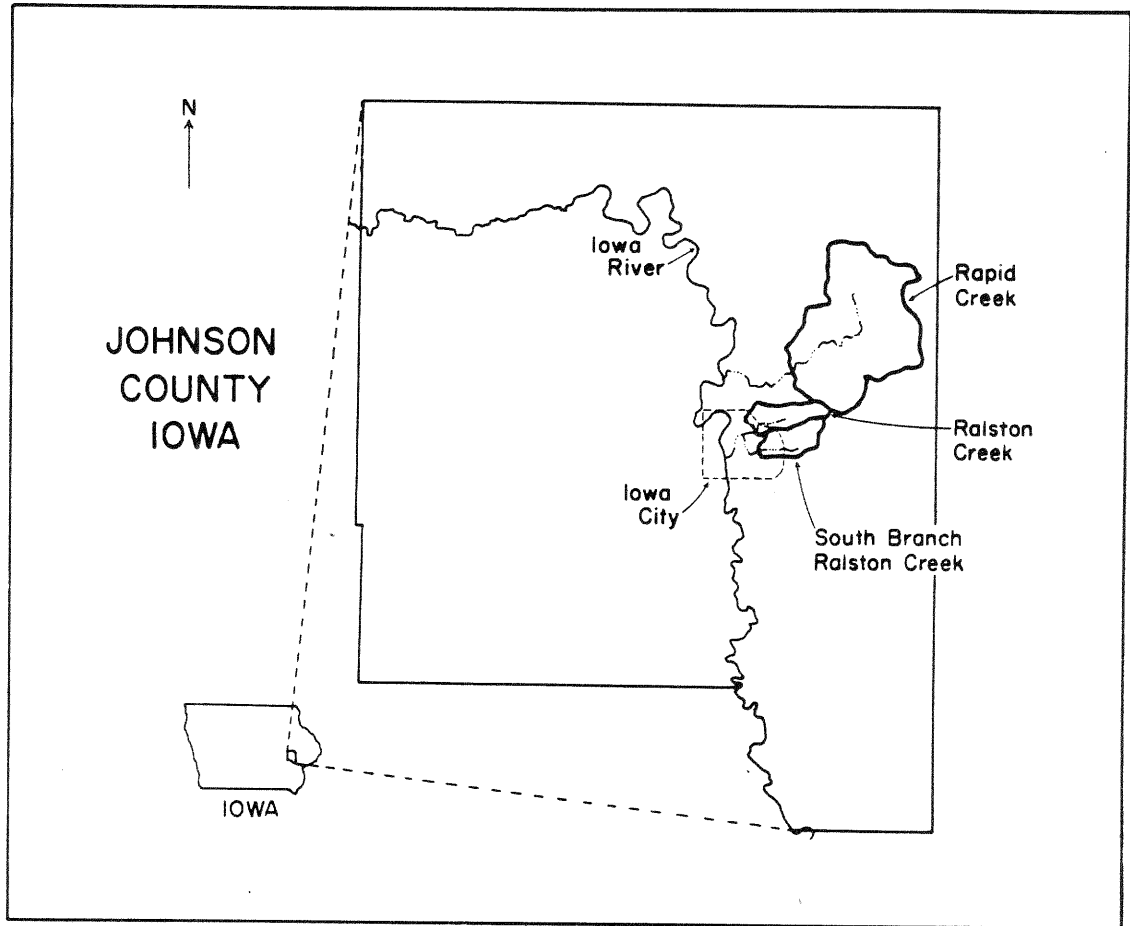 N
JOHNSON
COUNTY
IOWA
Iowa
River
Rapid
Creek
Ralston
Creek
Iowa
City
South Branch
Ralston Creek
IOWA